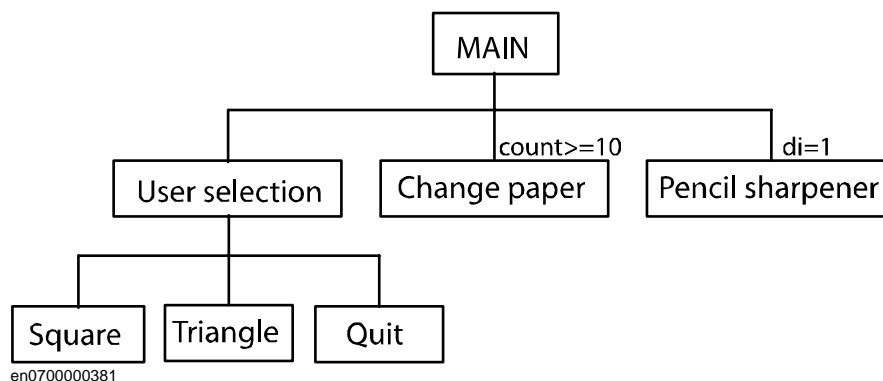 MAIN
count>=10
di=1
User selection
Change paper
Pencil sharpener
Square
Triangle
Quit
en0700000381